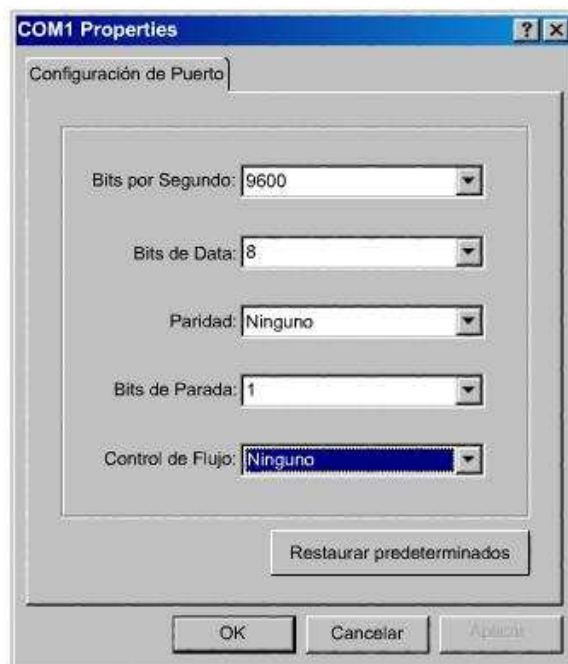 COM1 Properties
Configuración de Puerto
Bits por Segundo: 9600
Bits de Data: 8
Paridad: Ninguno
Bits de Parada: 1
Control de Flujo: Ninguno
Restaurar predeterminados
OK Cancelar Aplicar